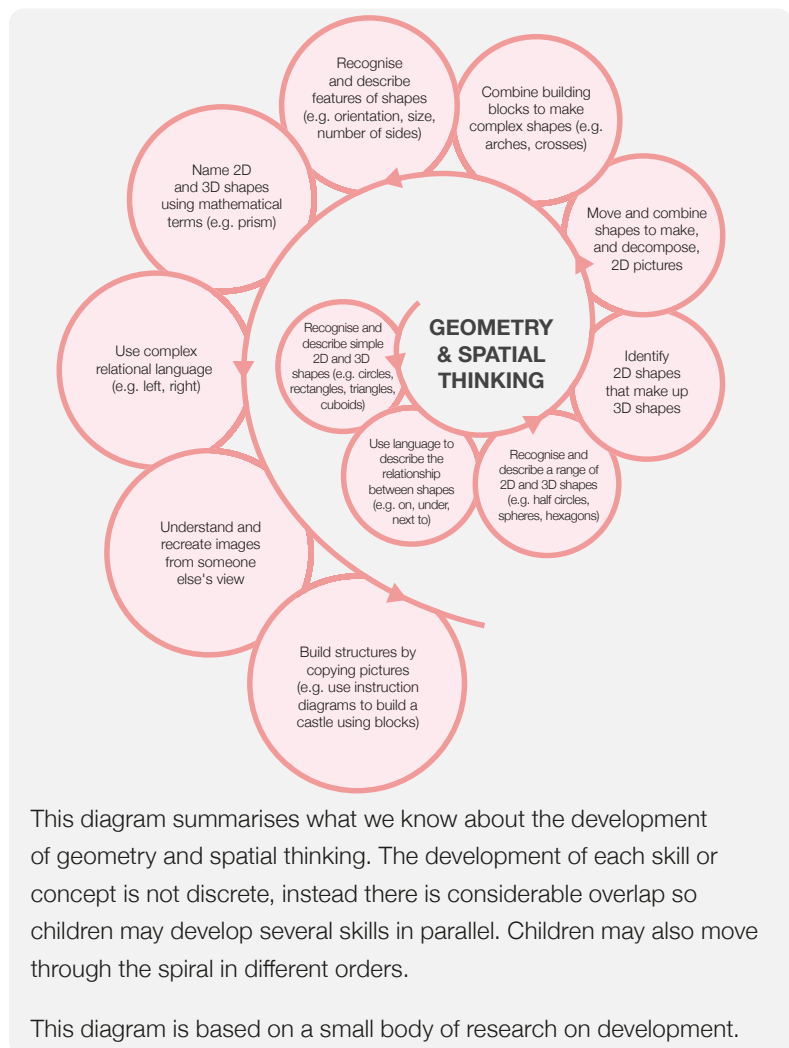 GEOMETRY
& SPATIAL
THINKING
Recognise and
describe simple
2D and 3D
shapes (e.g. circles,
rectangles, triangles,
cuboids)
Use language to
describe the
relationship
between shapes
(e.g. on, under,
next to)
Recognise and
describe a range of
2D and 3D shapes
(e.g. half circles,
spheres, hexagons)
Identify
2D shapes
that make up
3D shapes
Move and combine
shapes to make,
and decompose,
2D pictures
Combine building
blocks to make
complex shapes (e.g.
arches, crosses)
Recognise
and describe
features of shapes
(e.g. orientation, size,
number of sides)
Name 2D
and 3D shapes
using mathematical
terms (e.g. prism)
Use complex
relational language
(e.g. left, right)
Understand and
recreate images
from someone
else's view
Build structures by
copying pictures
(e.g. use instruction
diagrams to build a
castle using blocks)
This diagram summarises what we know about the development
of geometry and spatial thinking. The development of each skill or
concept is not discrete, instead there is considerable overlap so
children may develop several skills in parallel. Children may also move
through the spiral in different orders.
This diagram is based on a small body of research on development.